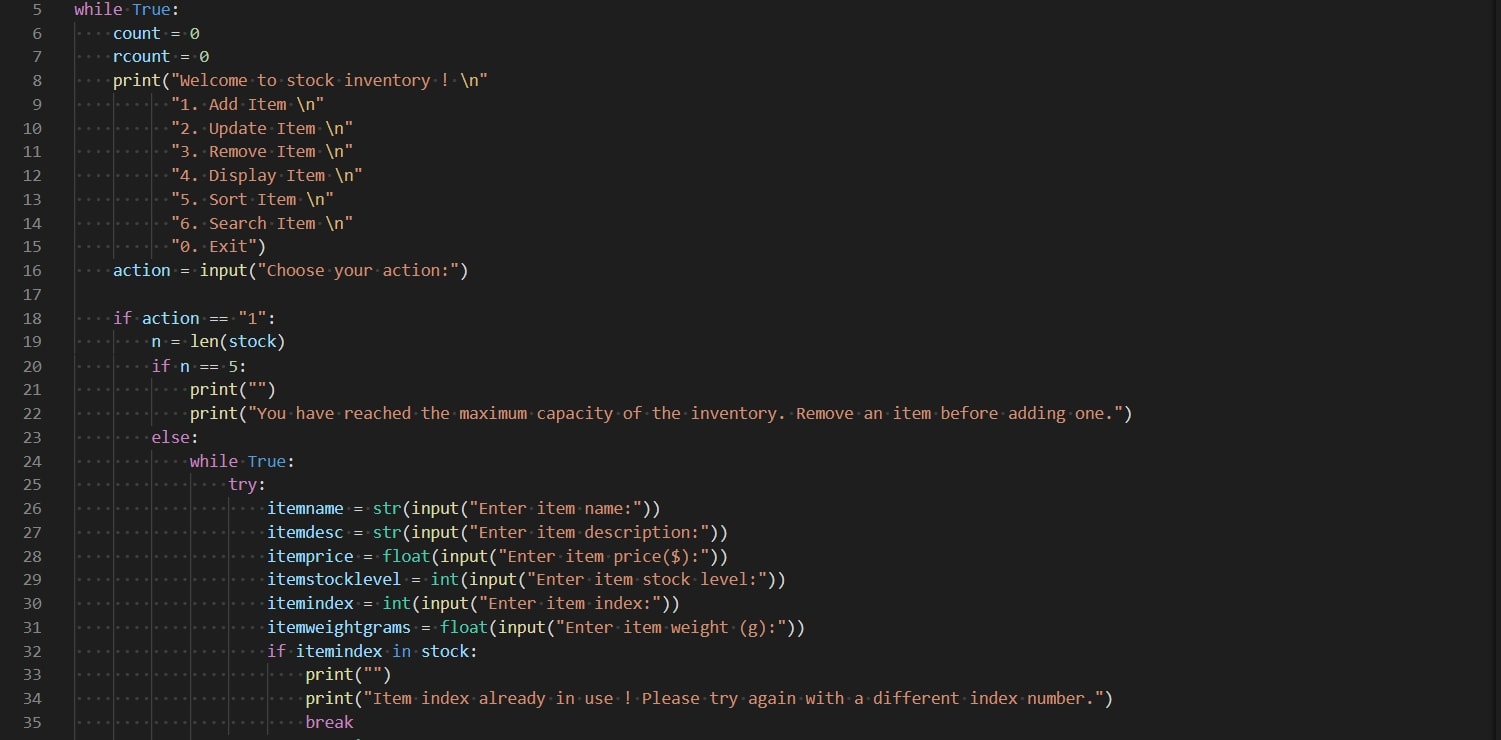 5 while True:
6     count = 0
7     rcount = 0
8     print("Welcome to stock inventory ! \n"
9           "1. Add Item \n"
10           "2. Update Item \n"
11           "3. Remove Item \n"
12           "4. Display Item \n"
13           "5. Sort Item \n"
14           "6. Search Item \n"
15           "0. Exit")
16     action = input("Choose your action:")
17
18     if action == "1":
19         n = len(stock)
20         if n == 5:
21             print("")
22             print("You have reached the maximum capacity of the inventory. Remove an item before adding one.")
23         else:
24             while True:
25                 try:
26                     itemname = str(input("Enter item name:"))
27                     itemdesc = str(input("Enter item description:"))
28                     itemprice = float(input("Enter item price($):"))
29                     itemstocklevel = int(input("Enter item stock level:"))
30                     itemindex = int(input("Enter item index:"))
31                     itemweightgrams = float(input("Enter item weight (g):"))
32                     if itemindex in stock:
33                         print("")
34                         print("Item index already in use ! Please try again with a different index number.")
35                         break